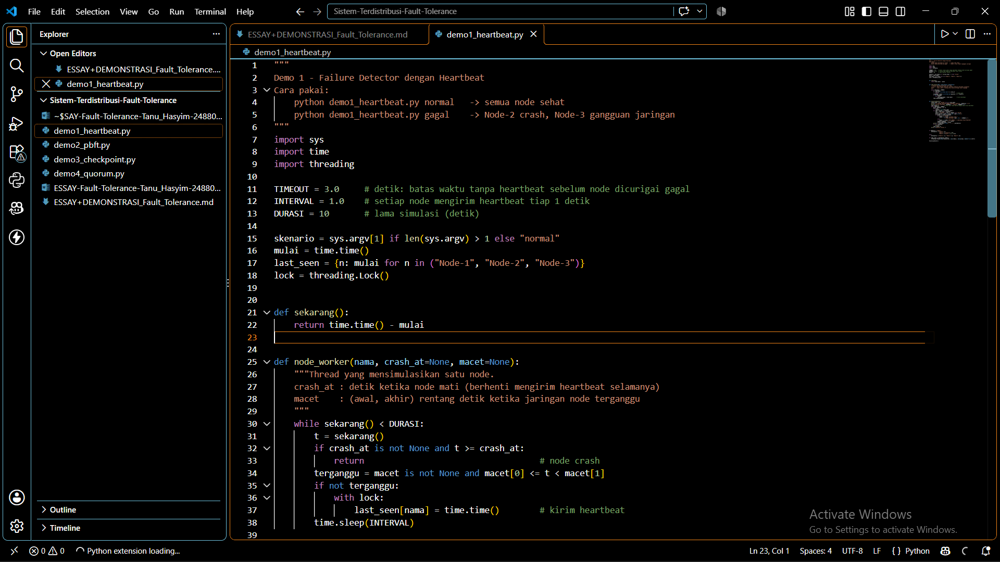 File Edit Selection View Go Run Terminal Help
Sistem-Terdistribusi-Fault-Tolerance
Explorer
Open Editors
ESSAY+DEMONSTRASI_Fault_Tolerance....
demo1_heartbeat.py
Sistem-Terdistribusi-Fault-Tolerance
~$SAY-Fault-Tolerance-Tanu_Hasyim-24880...
demo1_heartbeat.py
demo2_pbft.py
demo3_checkpoint.py
demo4_quorum.py
ESSAY-Fault-Tolerance-Tanu_Hasyim-24880...
ESSAY+DEMONSTRASI_Fault_Tolerance.md
Outline
Timeline
ESSAY+DEMONSTRASI_Fault_Tolerance.md demo1_heartbeat.py
demo1_heartbeat.py
1 """
2 Demo 1 - Failure Detector dengan Heartbeat
3 Cara pakai:
4     python demo1_heartbeat.py normal   -> semua node sehat
5     python demo1_heartbeat.py gagal    -> Node-2 crash, Node-3 gangguan jaringan
6 """
7 import sys
8 import time
9 import threading
10
11 TIMEOUT = 3.0     # detik: batas waktu tanpa heartbeat sebelum node dicurigai gagal
12 INTERVAL = 1.0    # setiap node mengirim heartbeat tiap 1 detik
13 DURASI = 10       # lama simulasi (detik)
14
15 skenario = sys.argv[1] if len(sys.argv) > 1 else "normal"
16 mulai = time.time()
17 last_seen = {n: mulai for n in ("Node-1", "Node-2", "Node-3")}
18 lock = threading.Lock()
19
20
21 def sekarang():
22     return time.time() - mulai
23
24
25 def node_worker(nama, crash_at=None, macet=None):
26     """Thread yang mensimulasikan satu node.
27     crash_at : detik ketika node mati (berhenti mengirim heartbeat selamanya)
28     macet    : (awal, akhir) rentang detik ketika jaringan node terganggu
29     """
30     while sekarang() < DURASI:
31         t = sekarang()
32         if crash_at is not None and t >= crash_at:
33             return                                   # node crash
34         terganggu = macet is not None and macet[0] <= t < macet[1]
35         if not terganggu:
36             with lock:
37                 last_seen[nama] = time.time()        # kirim heartbeat
38         time.sleep(INTERVAL)
39
Activate Windows
Go to Settings to activate Windows.
0 0 Python extension loading...
Ln 23, Col 1 Spaces: 4 UTF-8 LF {} Python